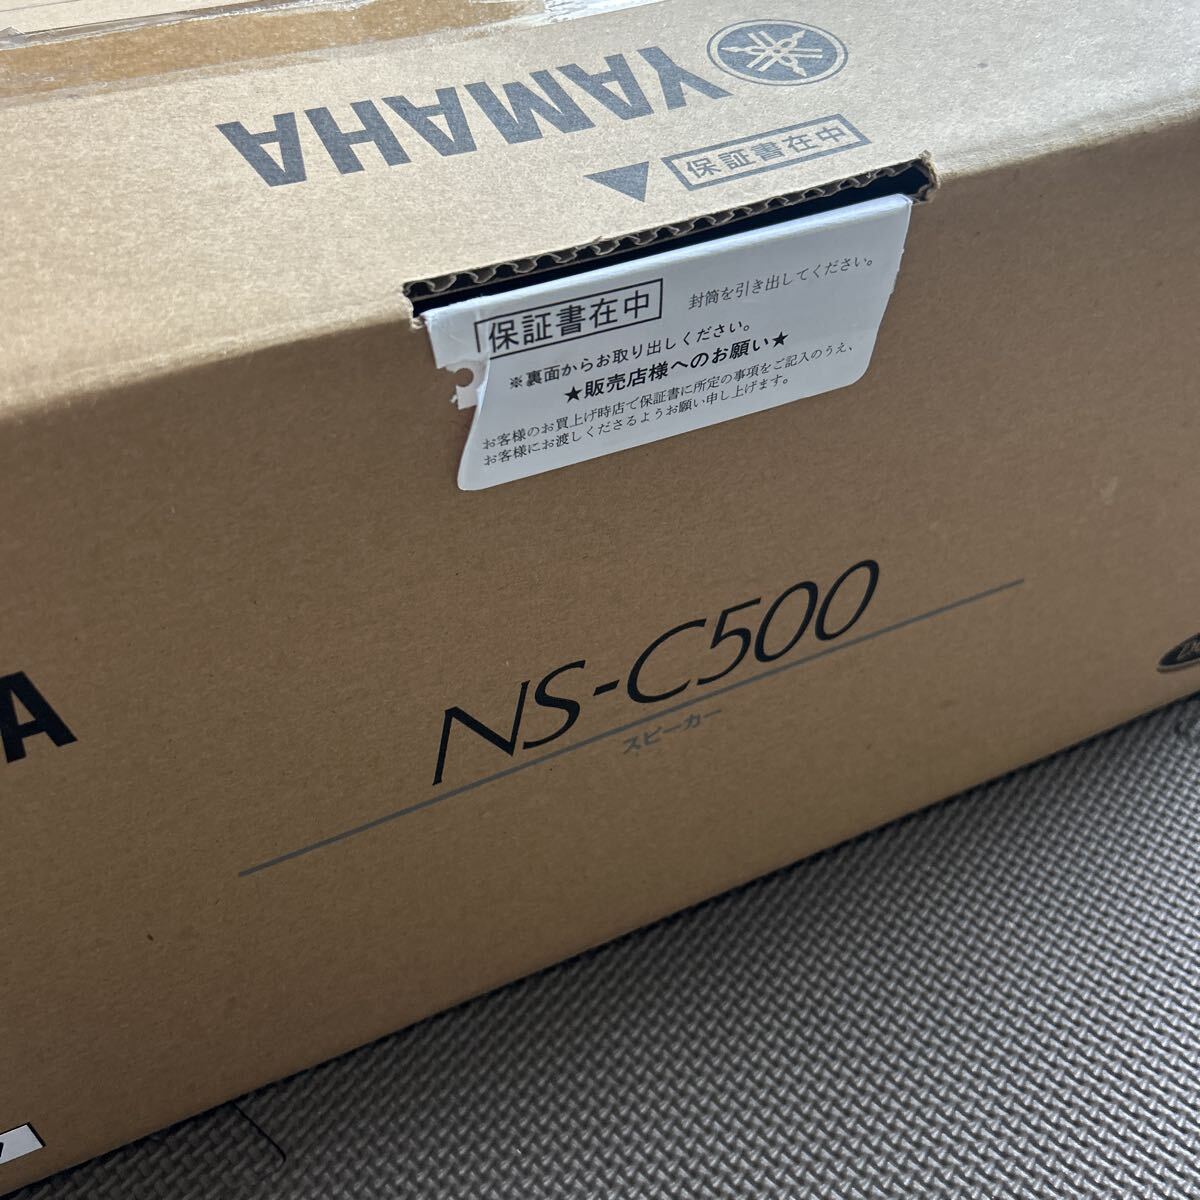 YAMAHA
保証書在中
保証書在中
封筒を引き出してください。
※裏面からお取り出しください。
★販売店様へのお願い★
お客様のお買上げ時店で保証書に所定の事項をご記入のうえ、
お客様にお渡しくださるようお願い申し上げます。
NS-C500
スピーカー
A